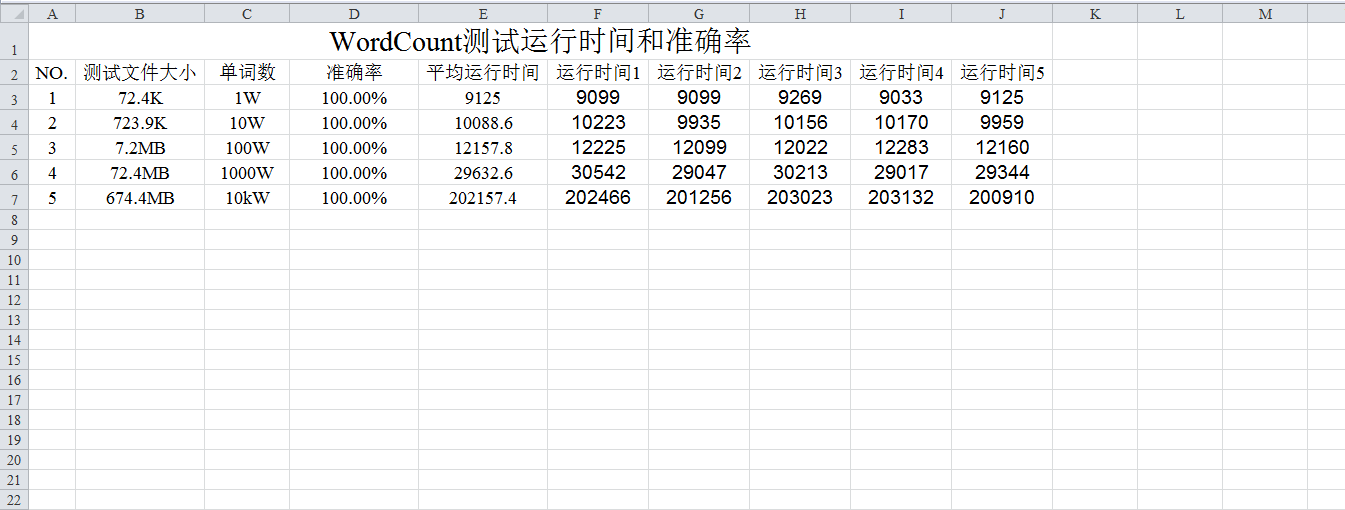 A B C D E F G H I J K L M
1 WordCount测试运行时间和准确率
2 NO. 测试文件大小 单词数 准确率 平均运行时间 运行时间1 运行时间2 运行时间3 运行时间4 运行时间5
3 1 72.4K 1W 100.00% 9125 9099 9099 9269 9033 9125
4 2 723.9K 10W 100.00% 10088.6 10223 9935 10156 10170 9959
5 3 7.2MB 100W 100.00% 12157.8 12225 12099 12022 12283 12160
6 4 72.4MB 1000W 100.00% 29632.6 30542 29047 30213 29017 29344
7 5 674.4MB 10kW 100.00% 202157.4 202466 201256 203023 203132 200910
8
9
10
11
12
13
14
15
16
17
18
19
20
21
22